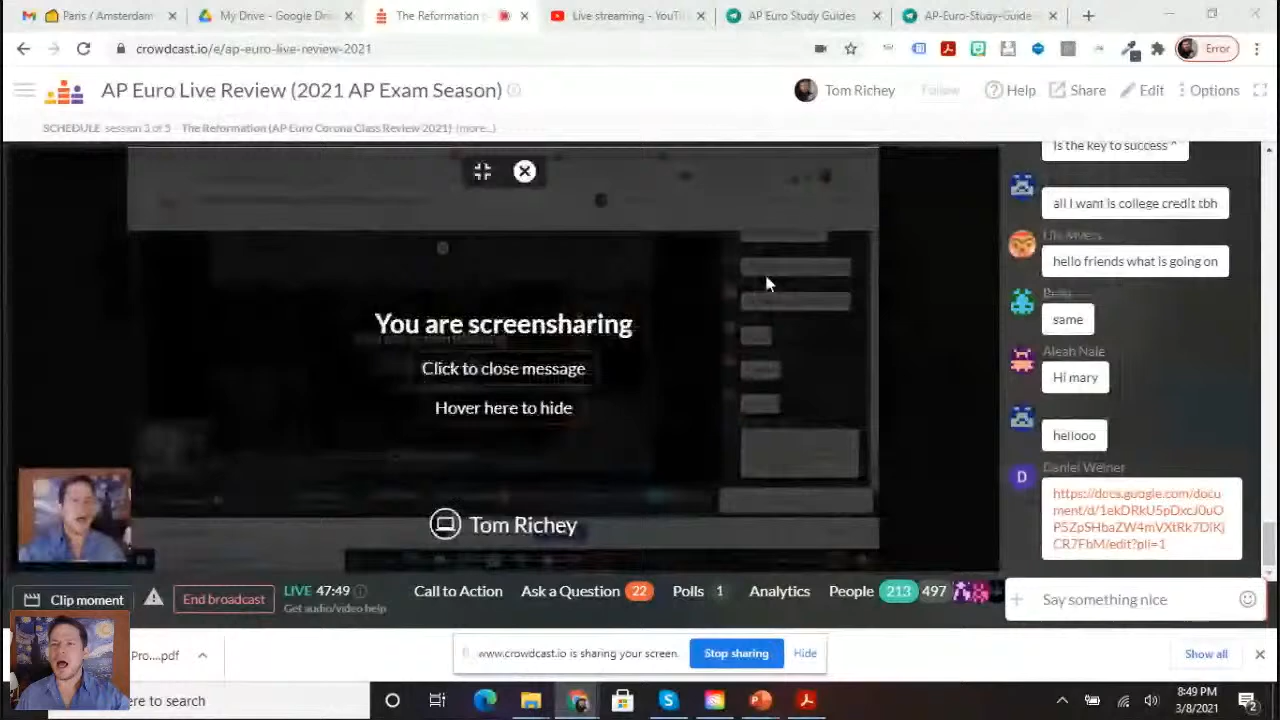 Paris / Amsterdam
My Drive - Google Dri
The Reformation
Live streaming - YouTu
AP Euro Study Guides
AP-Euro-Study-Guide
crowdcast.io/e/ap-euro-live-review-2021
Error
AP Euro Live Review (2021 AP Exam Season)
Tom Richey
Follow
Help
Share
Edit
Options
SCHEDULE session 3 of 5 The Reformation (AP Euro Corona Class Review 2021) (more...)
You are screensharing
Click to close message
Hover here to hide
Tom Richey
Is the key to success ^
all I want is college credit tbh
hello friends what is going on
same
Aleah Nale
Hi mary
hellooo
D
Daniel Weiner
https://docs.google.com/docu
Clip moment
End broadcast
LIVE 47:49
Get audio/video help
Call to Action
Ask a Question 22
Polls 1
Analytics
People 213 497
Say something nice
Pro....pdf
www.crowdcast.io is sharing your screen.
Stop sharing
Hide
Show all
ere to search
8:49 PM
3/8/2021
2